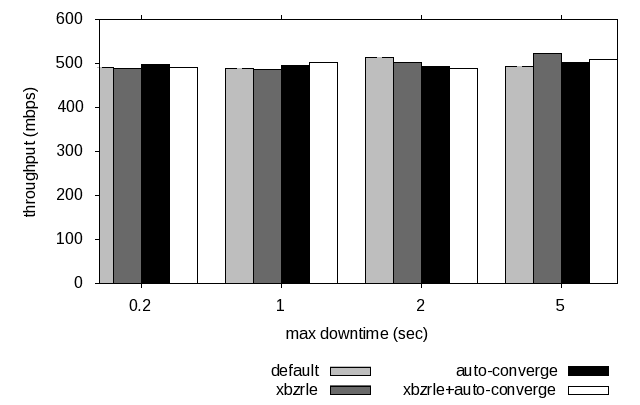 600
500
400
300
200
100
0
throughput (mbps)
0.2 1 2 5
max downtime (sec)
default auto-converge
xbzrle xbzrle+auto-converge